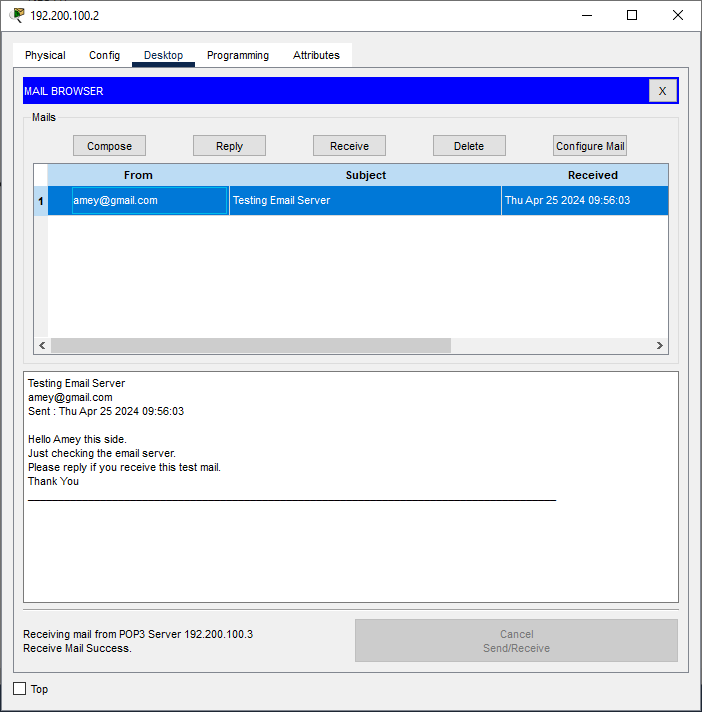 192.200.100.2
Physical Config Desktop Programming Attributes
MAIL BROWSER X
Mails
Compose Reply Receive Delete Configure Mail
From Subject Received
1 amey@gmail.com Testing Email Server Thu Apr 25 2024 09:56:03
Testing Email Server
amey@gmail.com
Sent : Thu Apr 25 2024 09:56:03
Hello Amey this side.
Just checking the email server.
Please reply if you receive this test mail.
Thank You
Receiving mail from POP3 Server 192.200.100.3
Receive Mail Success.
Cancel
Send/Receive
Top